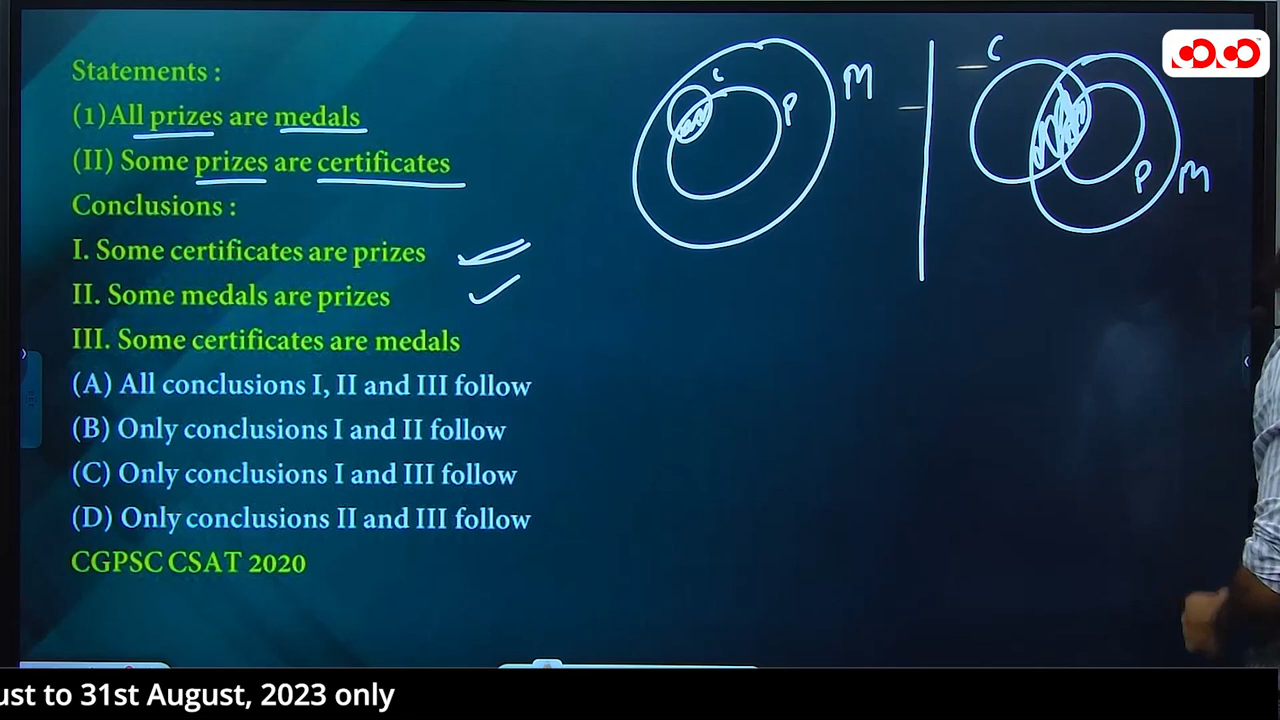 Statements :
(1)All prizes are medals
(II) Some prizes are certificates
Conclusions :
I. Some certificates are prizes
II. Some medals are prizes
III. Some certificates are medals
(A) All conclusions I, II and III follow
(B) Only conclusions I and II follow
(C) Only conclusions I and III follow
(D) Only conclusions II and III follow
CGPSC CSAT 2020
C
P
M
C
P
M
ust to 31st August, 2023 only